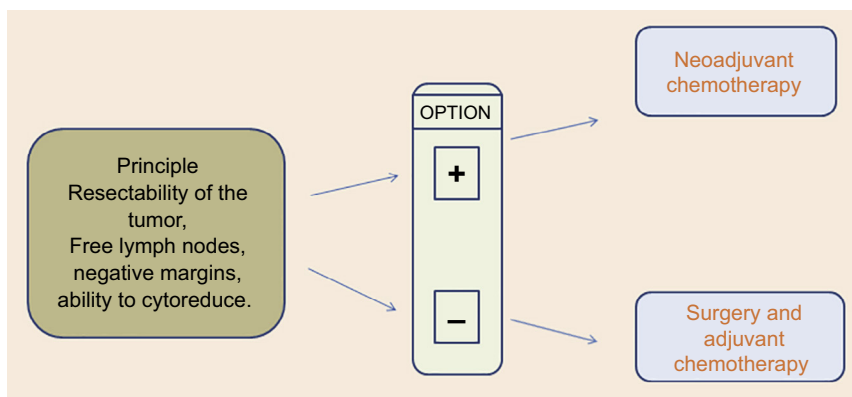 Principle
Resectability of the
tumor,
Free lymph nodes,
negative margins,
ability to cytoreduce.
OPTION
+
–
Neoadjuvant
chemotherapy
Surgery and
adjuvant
chemotherapy